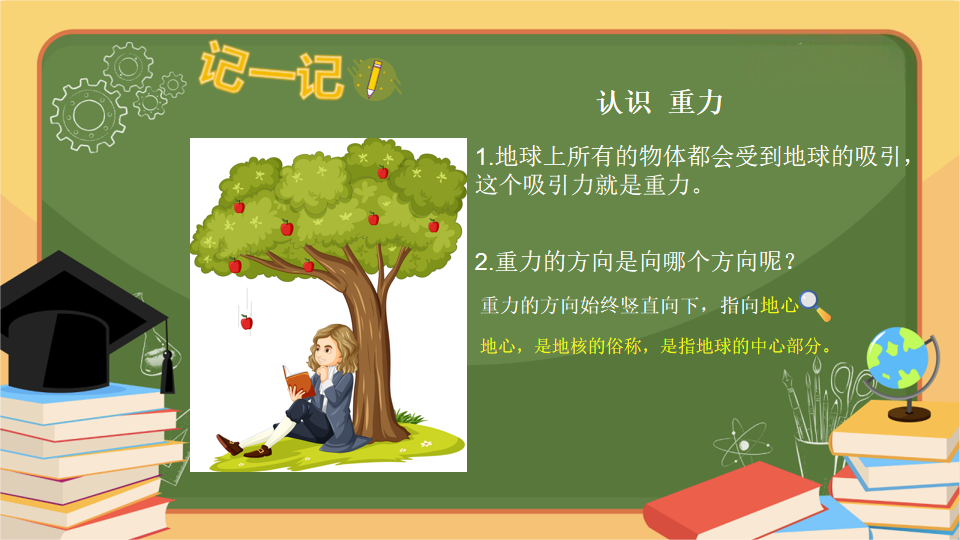 记一记
认识 重力
1.地球上所有的物体都会受到地球的吸引，
这个吸引力就是重力。
2.重力的方向是向哪个方向呢？
重力的方向始终竖直向下，指向地心
地心，是地核的俗称，是指地球的中心部分。